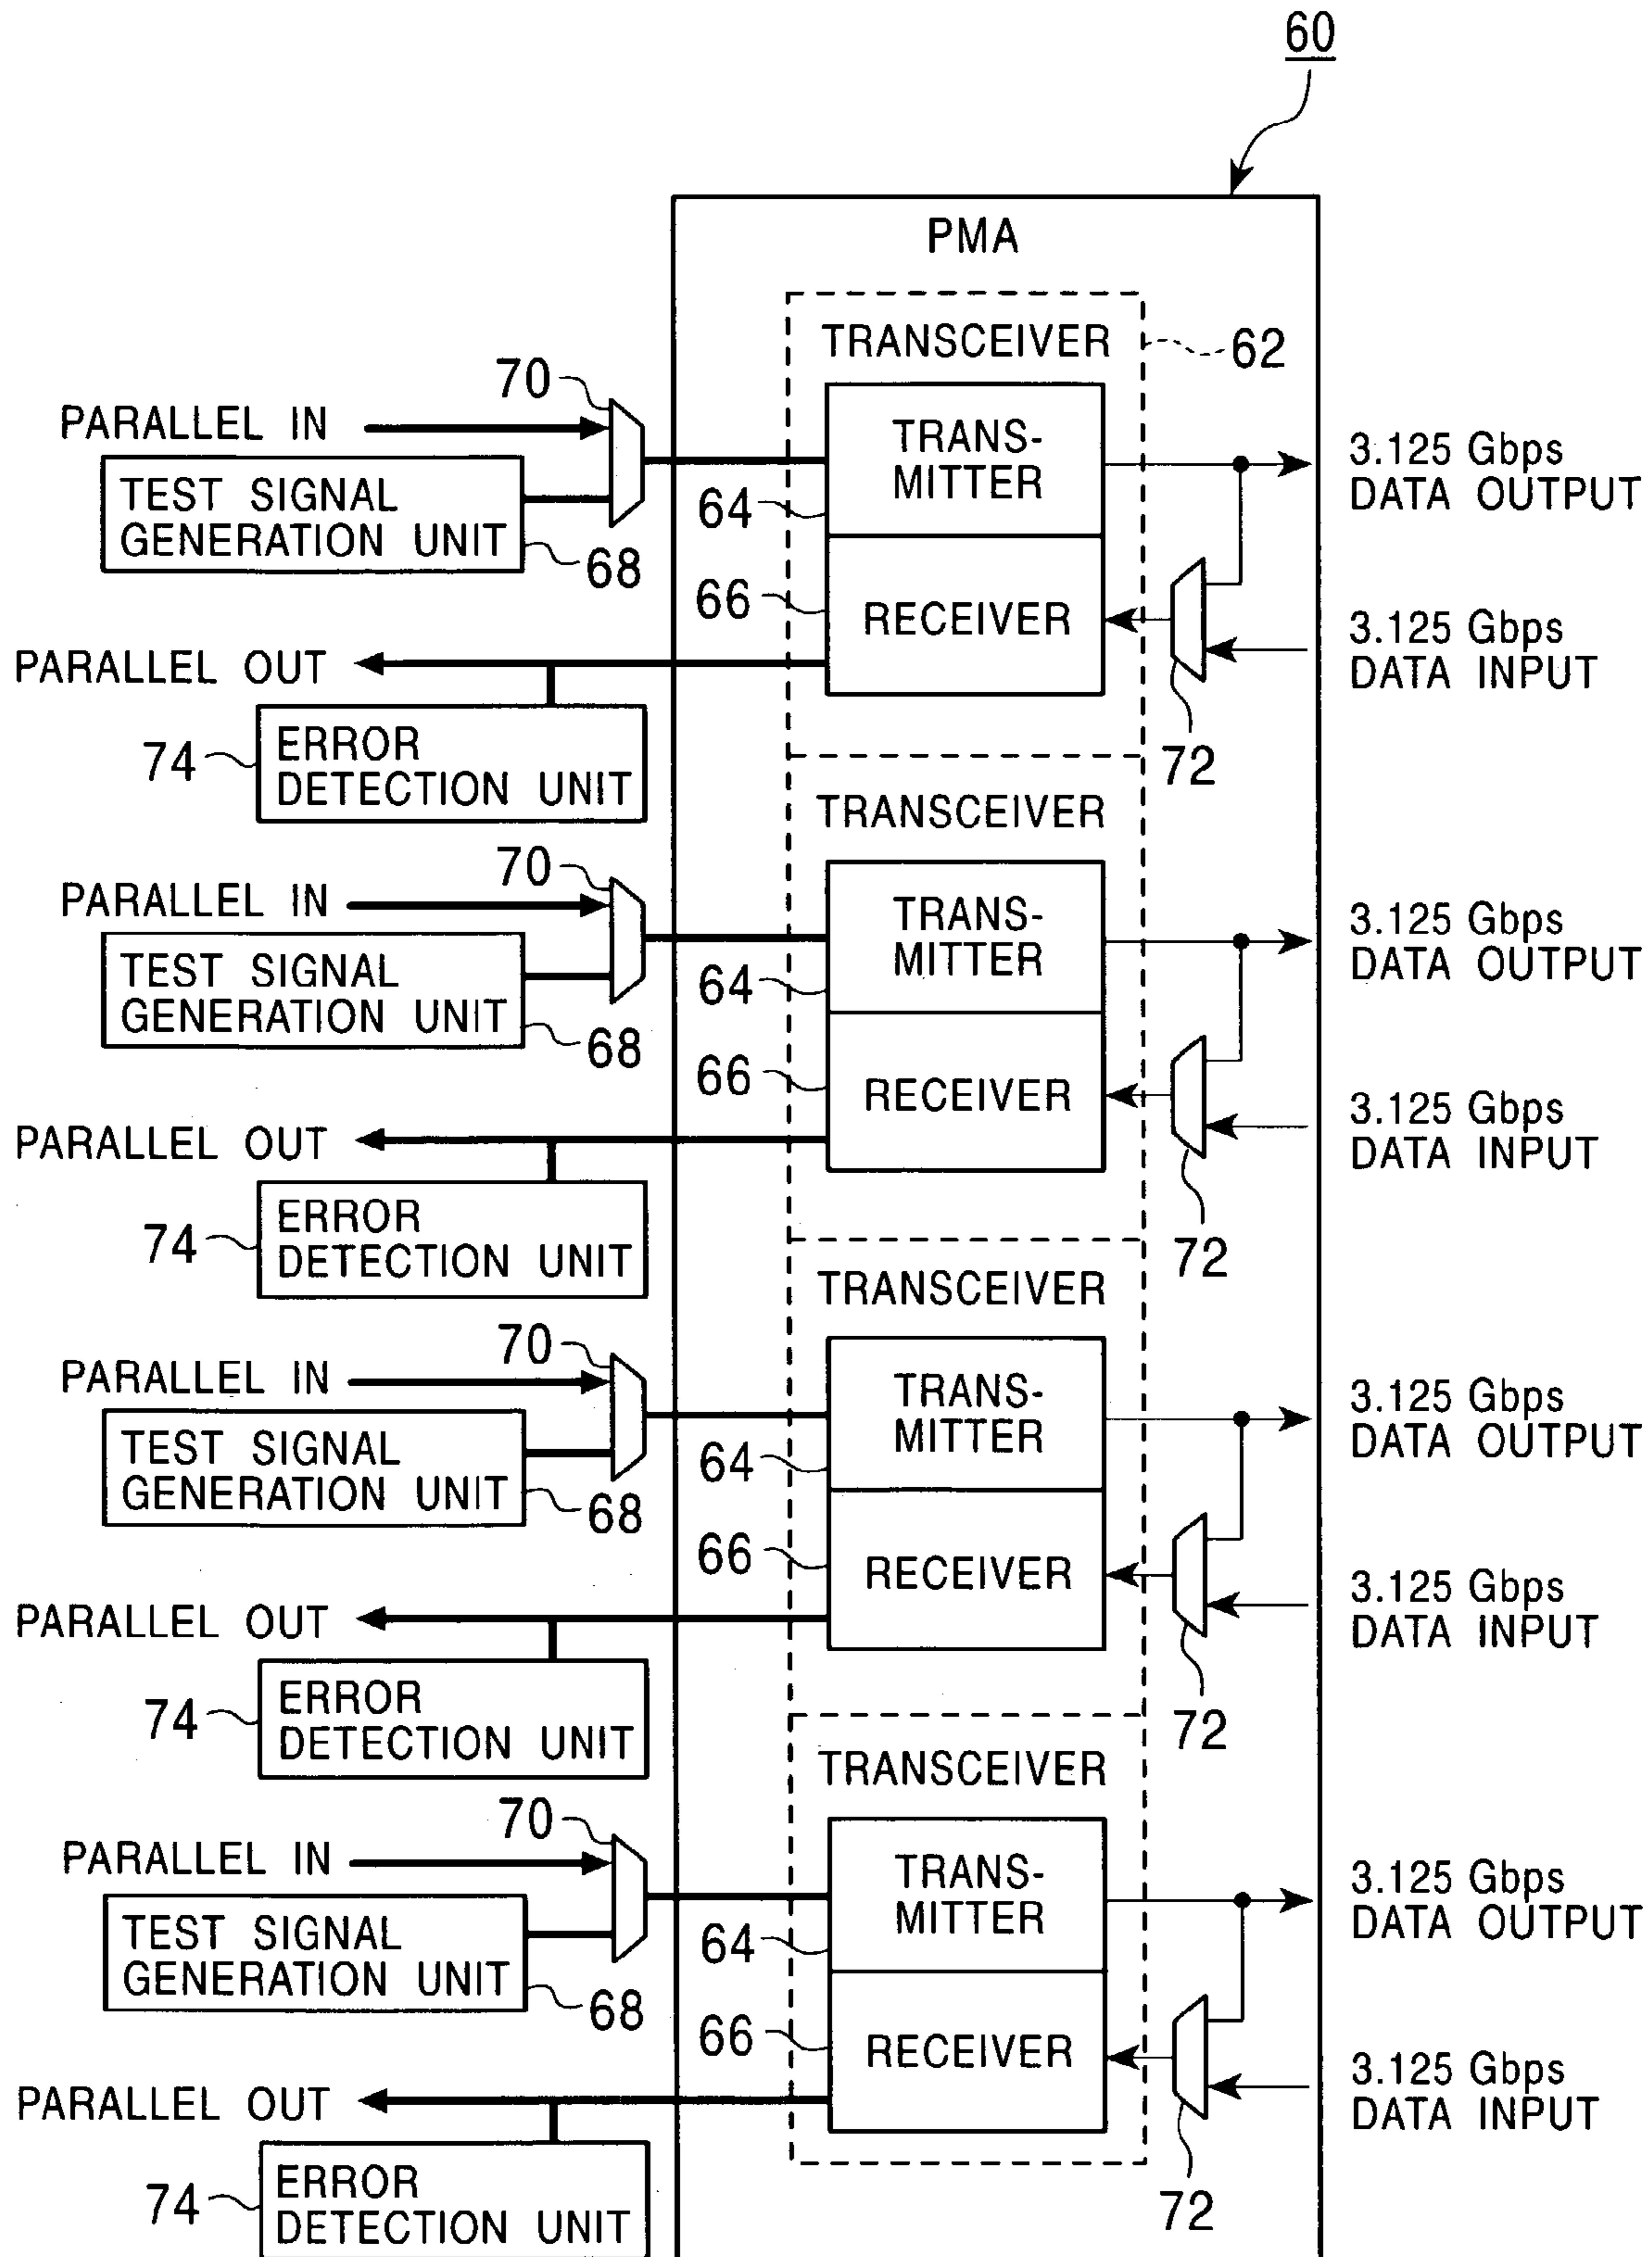 60
PMA
TRANSCEIVER
62
70
PARALLEL IN
TRANS-
MITTER
3.125 Gbps
DATA OUTPUT
TEST SIGNAL
GENERATION UNIT
64
68
66
RECEIVER
3.125 Gbps
DATA INPUT
PARALLEL OUT
72
74
ERROR
DETECTION UNIT
TRANSCEIVER
70
PARALLEL IN
TRANS-
MITTER
3.125 Gbps
DATA OUTPUT
TEST SIGNAL
GENERATION UNIT
64
68
66
RECEIVER
3.125 Gbps
DATA INPUT
PARALLEL OUT
72
74
ERROR
DETECTION UNIT
TRANSCEIVER
70
PARALLEL IN
TRANS-
MITTER
3.125 Gbps
DATA OUTPUT
TEST SIGNAL
GENERATION UNIT
64
68
66
RECEIVER
3.125 Gbps
DATA INPUT
PARALLEL OUT
72
74
ERROR
DETECTION UNIT
TRANSCEIVER
70
PARALLEL IN
TRANS-
MITTER
3.125 Gbps
DATA OUTPUT
TEST SIGNAL
GENERATION UNIT
64
68
66
RECEIVER
3.125 Gbps
DATA INPUT
PARALLEL OUT
72
74
ERROR
DETECTION UNIT